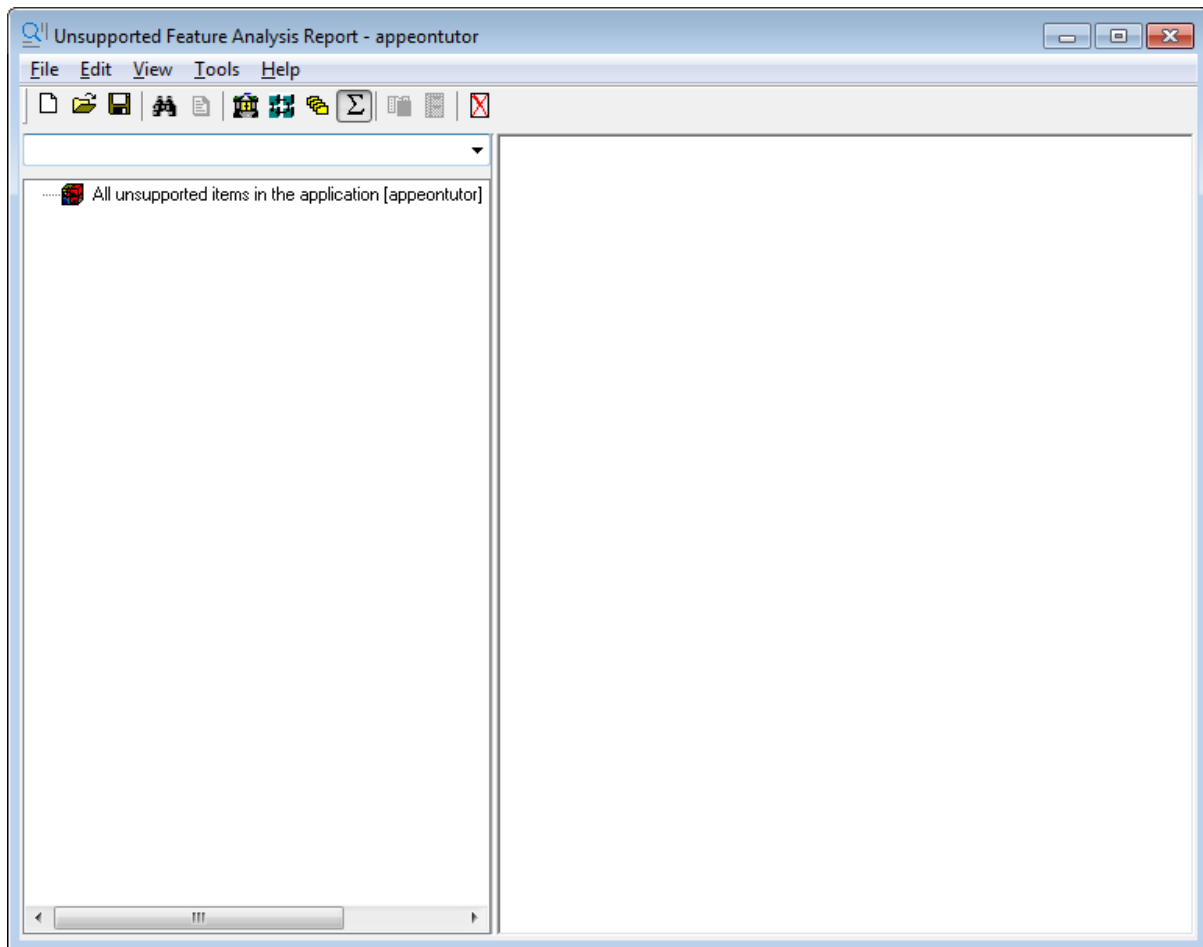 Unsupported Feature Analysis Report - appeontutor
File Edit View Tools Help
Σ
All unsupported items in the application [appeontutor]